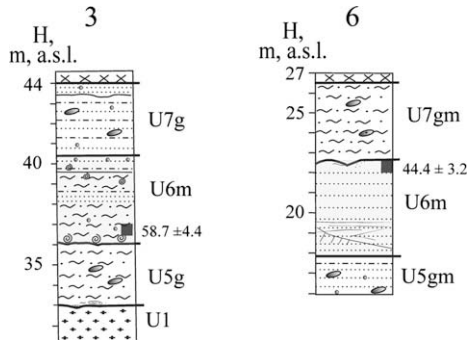 3
H,
m, a.s.l.
44
U7g
40
U6m
58.7 ±4.4
35
U5g
U1
6
H,
m, a.s.l.
27
25
U7gm
44.4 ± 3.2
U6m
20
U5gm